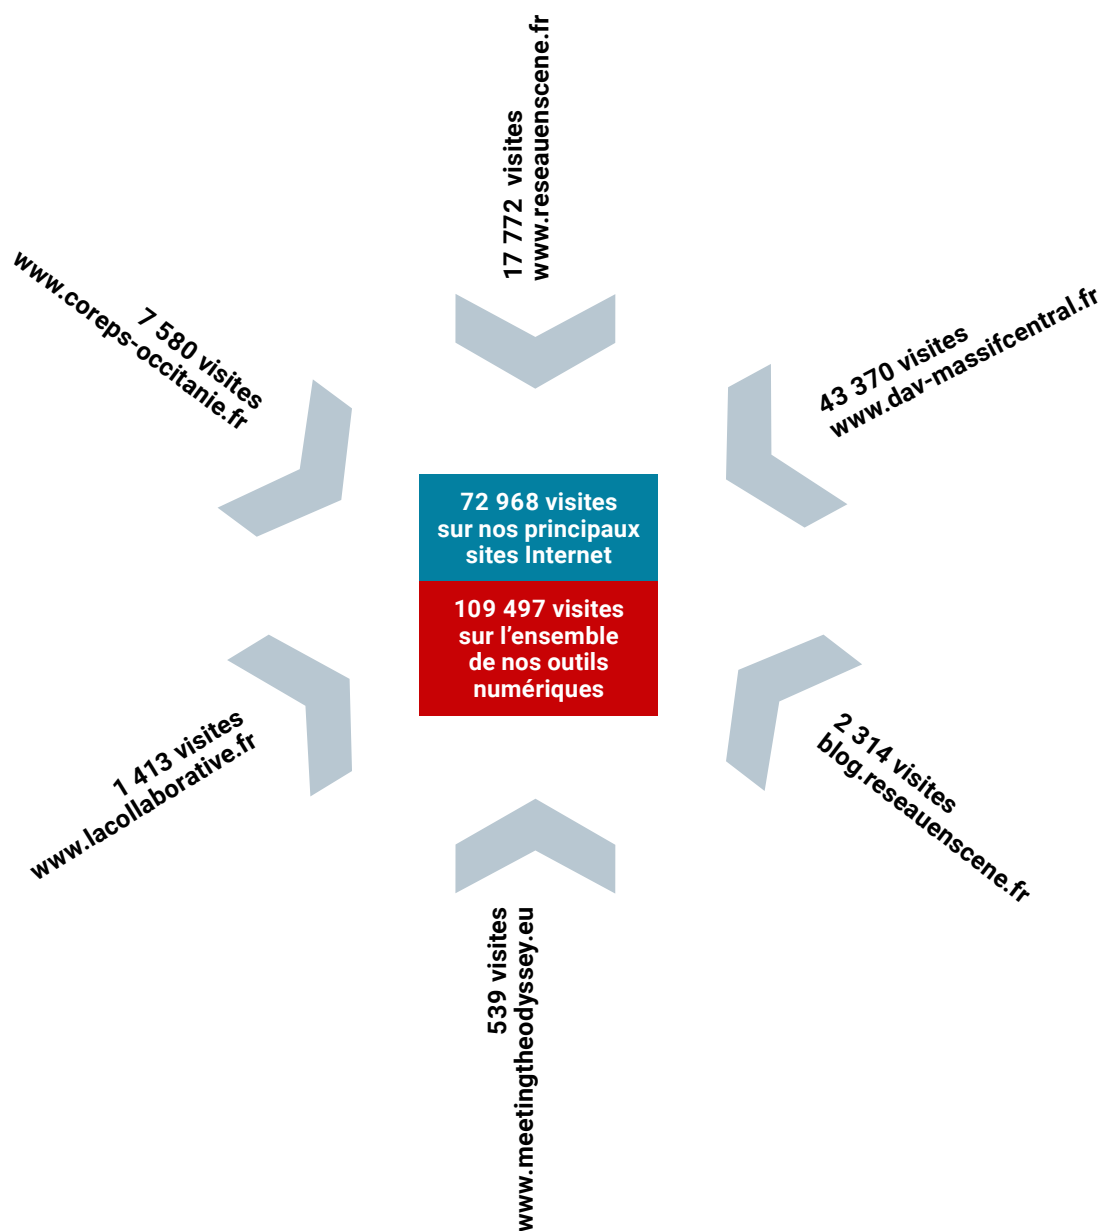 17 772 visites
www.reseauenscene.fr
7 580 visites
www.coreps-occitanie.fr
43 370 visites
www.dav-massifcentral.fr
72 968 visites
sur nos principaux
sites Internet
109 497 visites
sur l’ensemble
de nos outils
numériques
1 413 visites
www.lacollaborative.fr
2 314 visites
blog.reseauenscene.fr
539 visites
www.meetingtheodyssey.eu